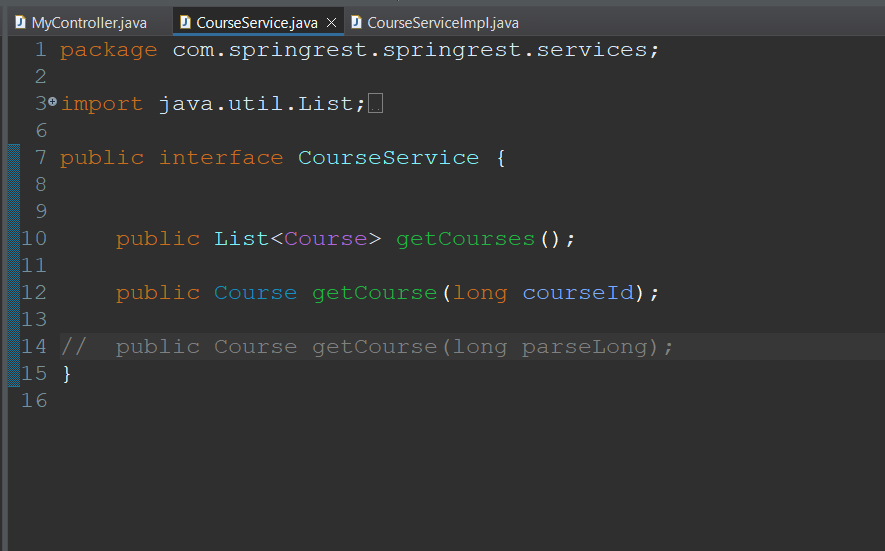 MyController.java CourseService.java CourseServiceImpl.java
1 package com.springrest.springrest.services;
2
3 import java.util.List;
6
7 public interface CourseService {
8
9
10 public List<Course> getCourses();
11
12 public Course getCourse(long courseId);
13
14 // public Course getCourse(long parseLong);
15 }
16